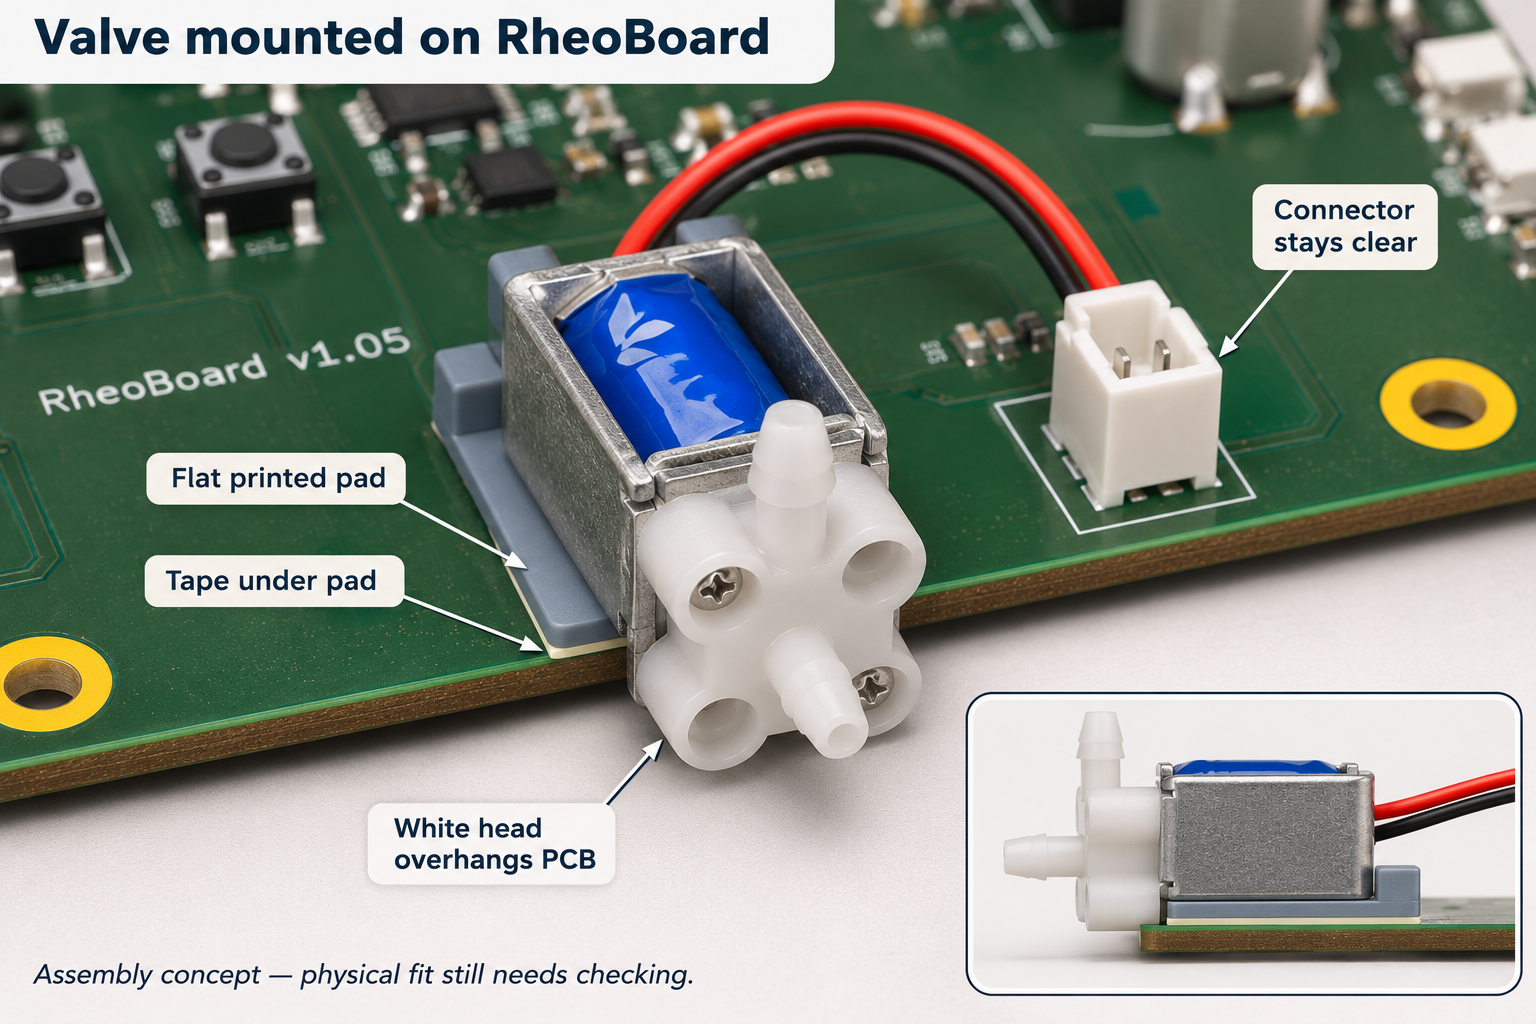 Valve mounted on RheoBoard
Connector
stays clear
RheoBoard v1.05
Flat printed pad
Tape under pad
White head
overhangs PCB
Assembly concept — physical fit still needs checking.